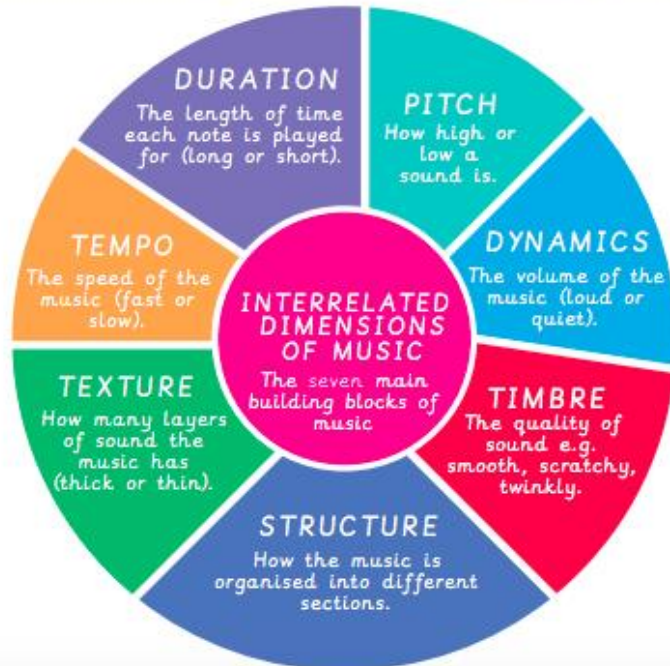 DURATION
The length of time
each note is played
for (long or short).
PITCH
How high or
low a
sound is.
DYNAMICS
The volume of the
music (loud or
quiet).
TIMBRE
The quality of
sound e.g.
smooth, scratchy,
twinkly.
STRUCTURE
How the music is
organised into different
sections.
TEXTURE
How many layers
of sound the
music has
(thick or thin).
TEMPO
The speed of the
music (fast or
slow).
INTERRELATED
DIMENSIONS
OF MUSIC
The seven main
building blocks of
music